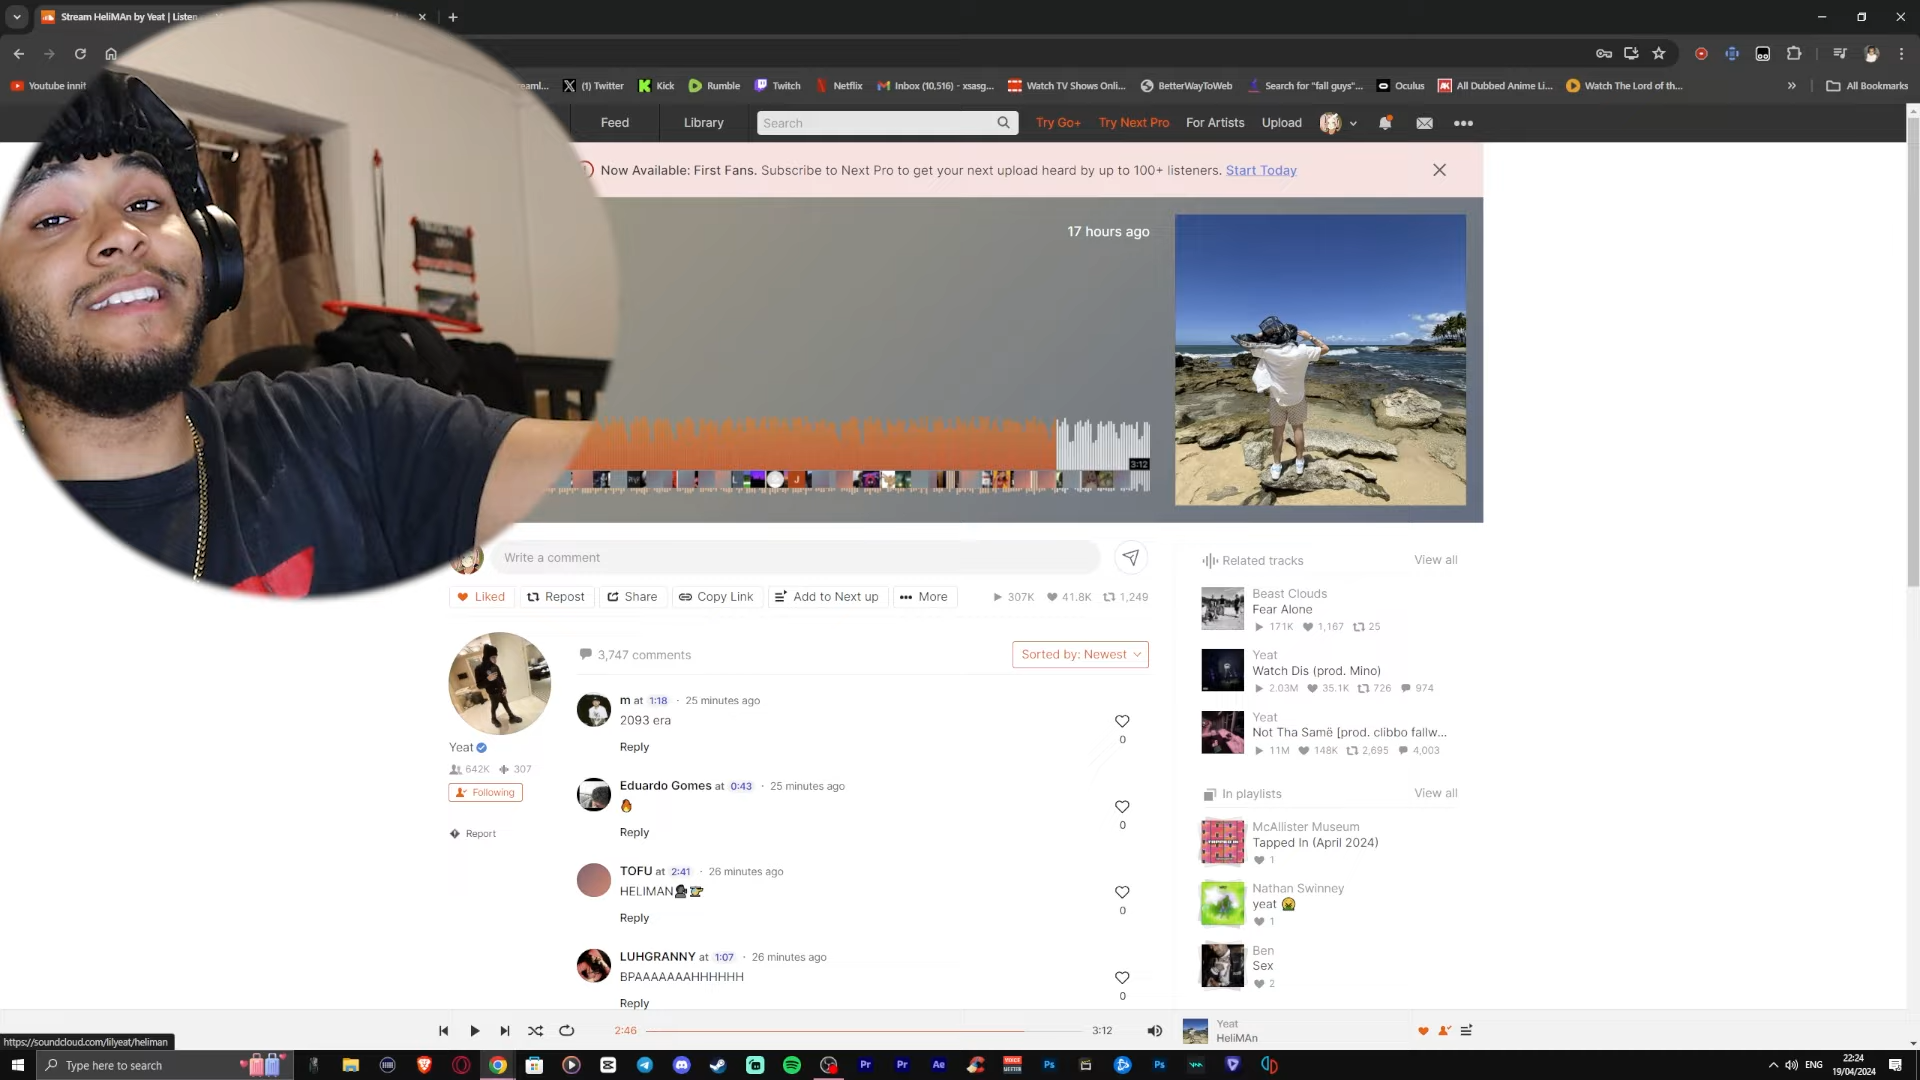 Stream HeliMAn by Yeat | Listen
Youtube innit
(1) Twitter
Kick
Rumble
Twitch
Netflix
Inbox (10,516) - xsasg...
Watch TV Shows Onli...
BetterWayToWeb
Search for "fall guys"...
Oculus
All Dubbed Anime Li...
Watch The Lord of th...
All Bookmarks
Feed
Library
Search
Try Go+
Try Next Pro
For Artists
Upload
Now Available: First Fans. Subscribe to Next Pro to get your next upload heard by up to 100+ listeners. Start Today
17 hours ago
3:12
Write a comment
Liked
Repost
Share
Copy Link
Add to Next up
More
307K
41.8K
1,249
Yeat
642K
307
Following
Report
3,747 comments
Sorted by: Newest
m at 1:18 · 25 minutes ago
2093 era
Reply
0
Eduardo Gomes at 0:43 · 25 minutes ago
🔥
Reply
0
TOFU at 2:41 · 26 minutes ago
HELIMAN
Reply
0
LUHGRANNY at 1:07 · 26 minutes ago
BPAAAAAAAHHHHHH
Reply
0
Related tracks
View all
Beast Clouds
Fear Alone
171K 1,167 25
Yeat
Watch Dis (prod. Mino)
2.03M 35.1K 726 974
Yeat
Not Tha Samë [prod. clibbo fallw...
11M 148K 2,695 4,003
In playlists
View all
McAllister Museum
Tapped In (April 2024)
1
Nathan Swinney
yeat 🤮
1
Ben
Sex
2
2:46
3:12
Yeat
HeliMAn
https://soundcloud.com/lilyeat/heliman
Type here to search
ENG
22:24
19/04/2024